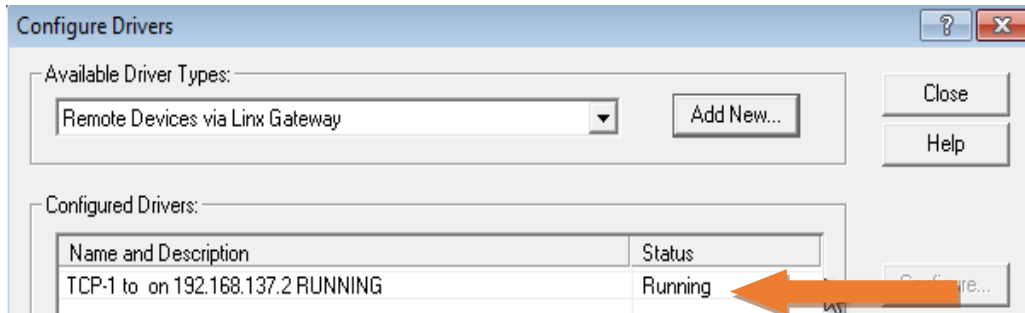 Configure Drivers
Available Driver Types:
Remote Devices via Linx Gateway
Add New...
Close
Help
Configured Drivers:
Name and Description Status
TCP-1 to on 192.168.137.2 RUNNING Running